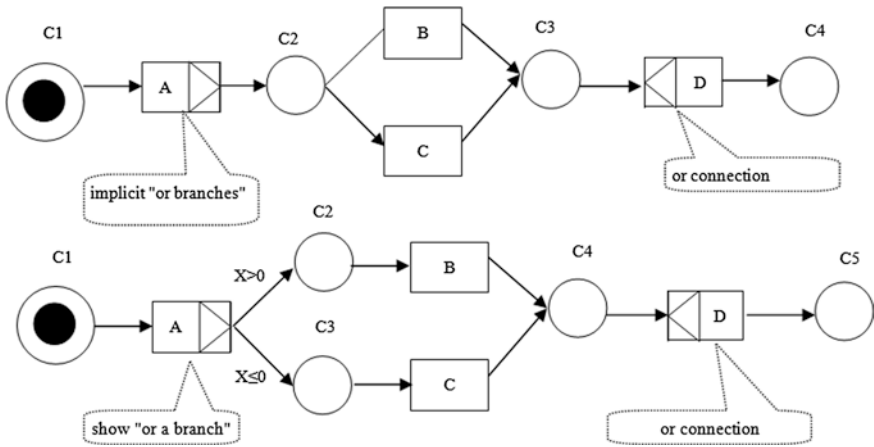 C1
C2
B
C3
C4
A
D
C
implicit "or branches"
or connection
C2
C1
C4
C5
X>0
B
A
C3
D
X≤0
C
show "or a branch"
or connection